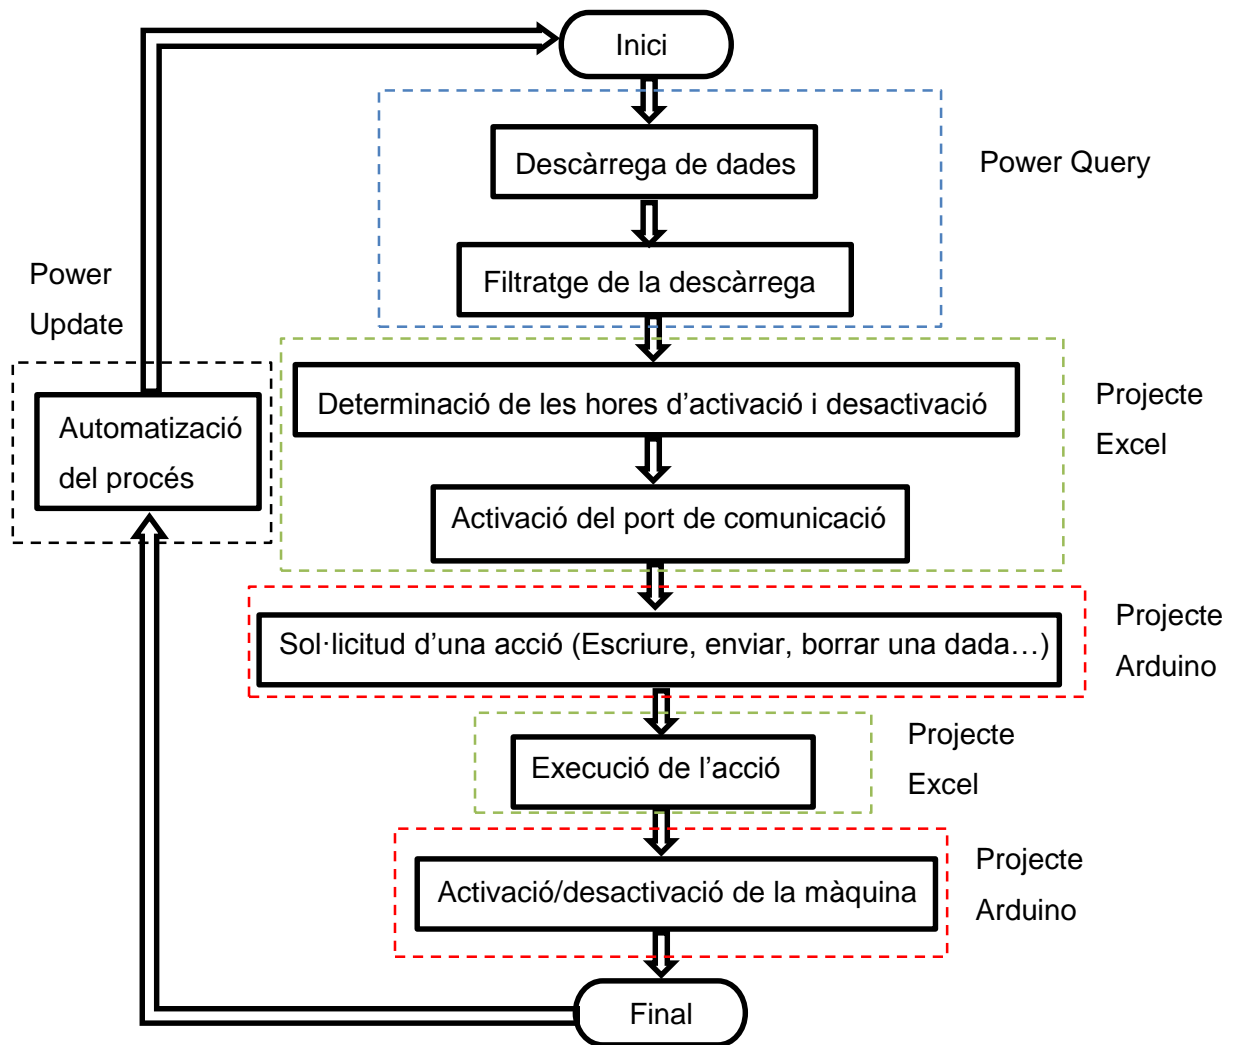 Inici
Descàrrega de dades
Power Query
Filtratge de la descàrrega
Power
Update
Determinació de les hores d’activació i desactivació
Projecte
Excel
Automatizació
del procés
Activació del port de comunicació
Sol·licitud d’una acció (Escriure, enviar, borrar una dada…)
Projecte
Arduino
Execució de l’acció
Projecte
Excel
Activació/desactivació de la màquina
Projecte
Arduino
Final